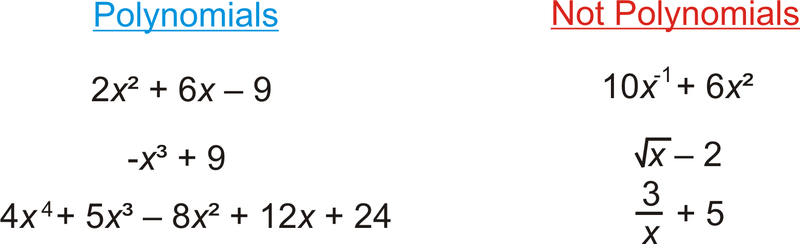 Polynomials Not Polynomials
2x² + 6x – 9 10x⁻¹ + 6x²
-x³ + 9 √x – 2
4x⁴ + 5x³ – 8x² + 12x + 24 3/x + 5